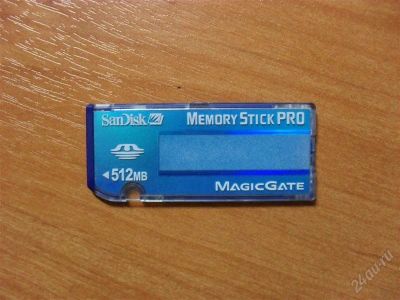 SanDisk MEMORY STICK PRO
512MB
MAGICGATE
24au.ru